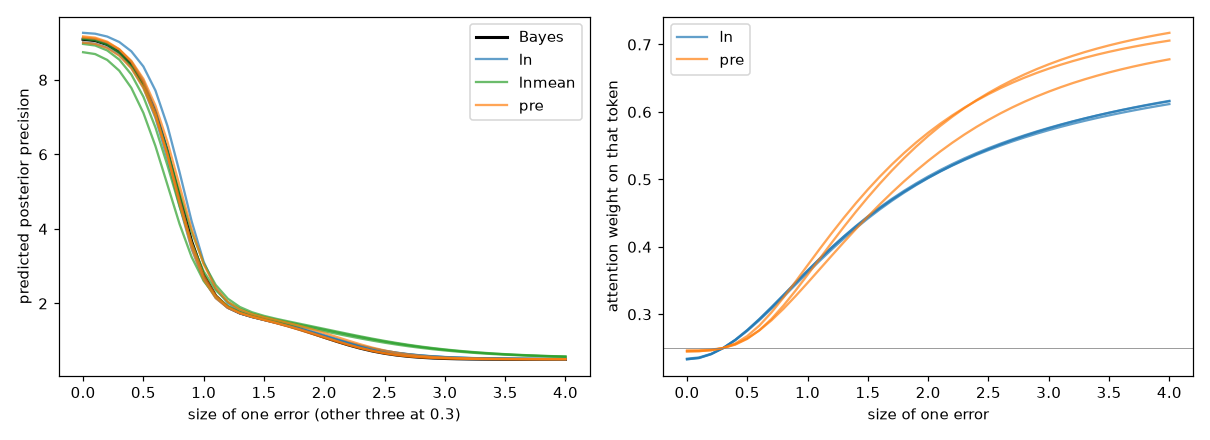 predicted posterior precision
8
6
4
2
0.0 0.5 1.0 1.5 2.0 2.5 3.0 3.5 4.0
size of one error (other three at 0.3)
Bayes
ln
lnmean
pre
attention weight on that token
0.7
0.6
0.5
0.4
0.3
0.0 0.5 1.0 1.5 2.0 2.5 3.0 3.5 4.0
size of one error
ln
pre